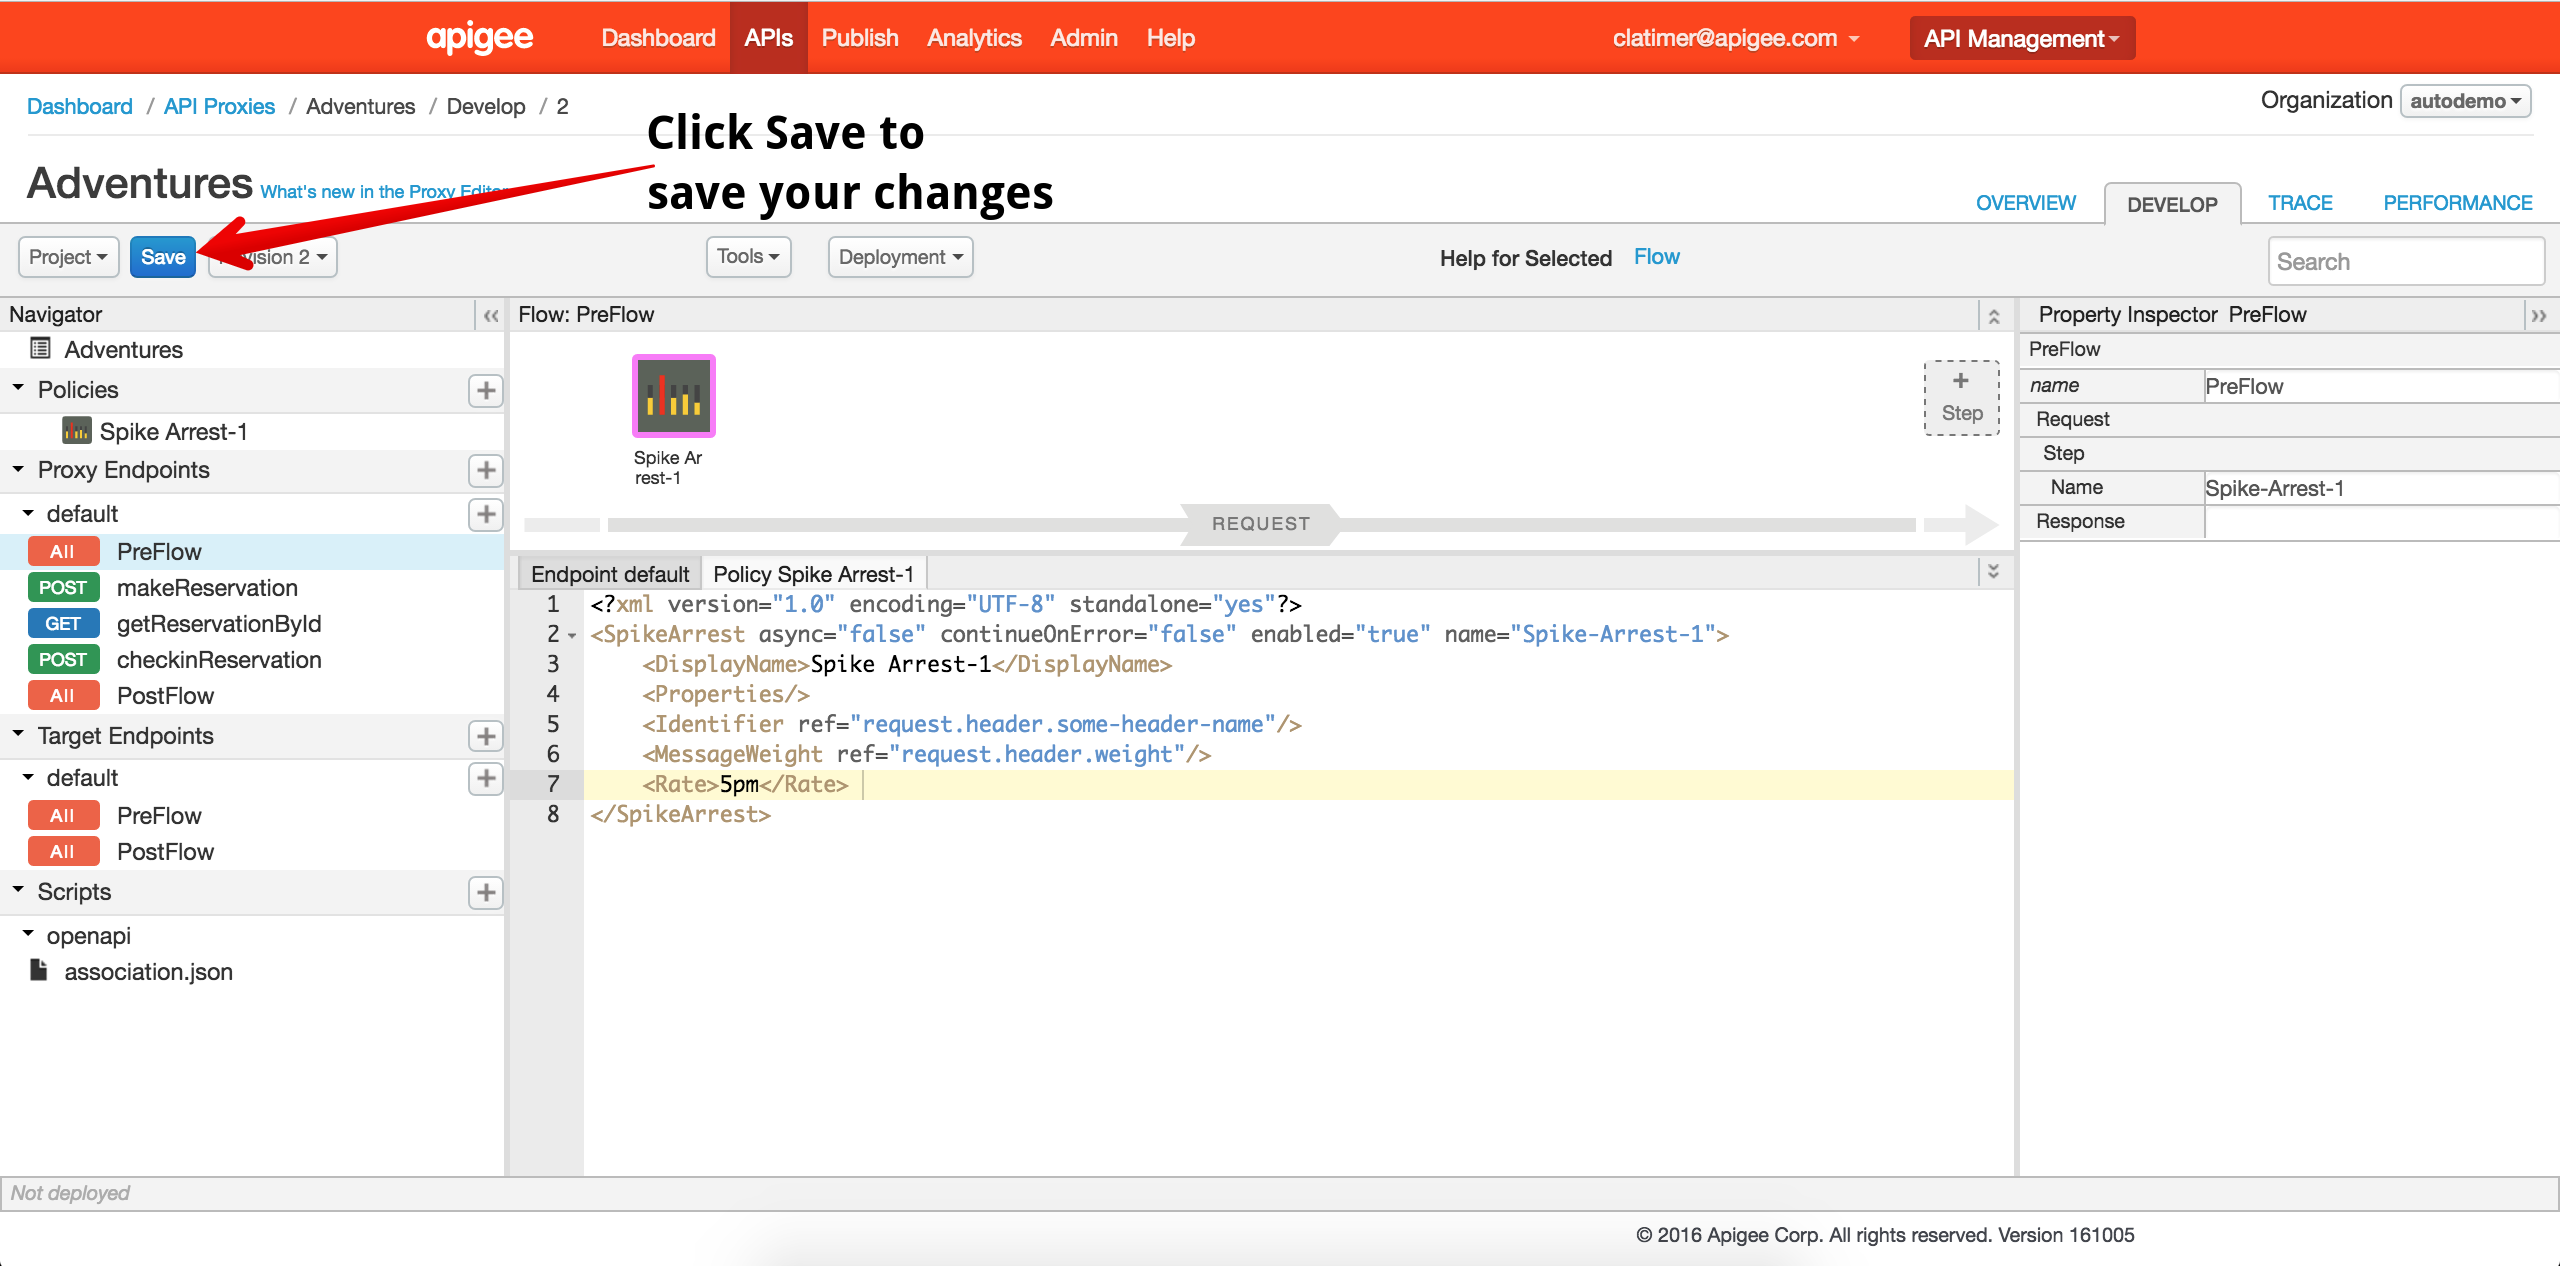 apigee Dashboard APIs Publish Analytics Admin Help clatimer@apigee.com API Management
Dashboard / API Proxies / Adventures / Develop / 2
Organization autodemo
Click Save to
save your changes
Adventures What's new in the Proxy Editor
OVERVIEW DEVELOP TRACE PERFORMANCE
Project Save Revision 2 Tools Deployment Help for Selected Flow Search
Navigator
Adventures
Policies
Spike Arrest-1
Proxy Endpoints
default
All PreFlow
POST makeReservation
GET getReservationById
POST checkinReservation
All PostFlow
Target Endpoints
default
All PreFlow
All PostFlow
Scripts
openapi
association.json
Flow: PreFlow
Spike Ar
rest-1
+
Step
REQUEST
Endpoint default Policy Spike Arrest-1
1 <?xml version="1.0" encoding="UTF-8" standalone="yes"?>
2 <SpikeArrest async="false" continueOnError="false" enabled="true" name="Spike-Arrest-1">
3 <DisplayName>Spike Arrest-1</DisplayName>
4 <Properties/>
5 <Identifier ref="request.header.some-header-name"/>
6 <MessageWeight ref="request.header.weight"/>
7 <Rate>5pm</Rate>
8 </SpikeArrest>
Property Inspector PreFlow
PreFlow
name PreFlow
Request
Step
Name Spike-Arrest-1
Response
Not deployed
© 2016 Apigee Corp. All rights reserved. Version 161005